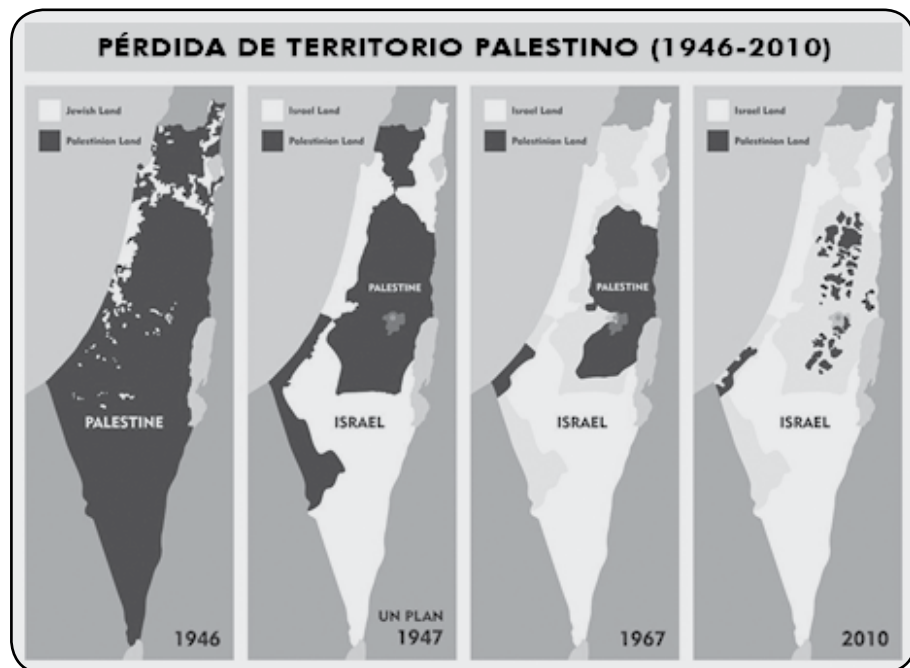 PÉRDIDA DE TERRITORIO PALESTINO (1946-2010)
Jewish Land
Palestinian Land
PALESTINE
1946
Israel Land
Palestinian Land
PALESTINE
ISRAEL
UN PLAN
1947
Israel Land
Palestinian Land
PALESTINE
ISRAEL
1967
Israel Land
Palestinian Land
ISRAEL
2010